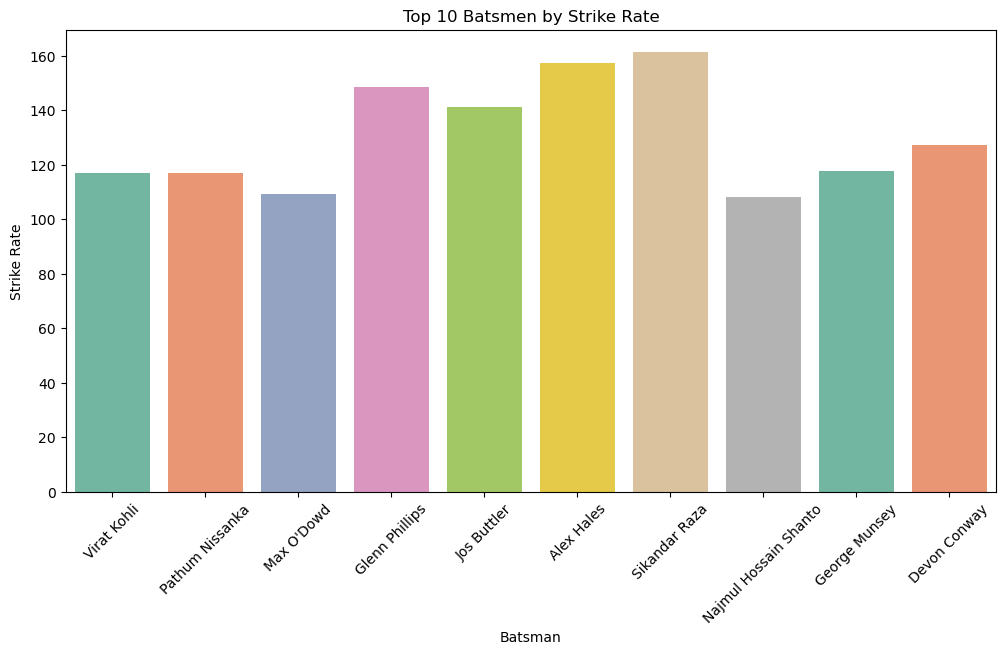 Top 10 Batsmen by Strike Rate
Strike Rate
160
140
120
100
80
60
40
20
0
Virat Kohli
Pathum Nissanka
Max O'Dowd
Glenn Phillips
Jos Buttler
Alex Hales
Sikandar Raza
Najmul Hossain Shanto
George Munsey
Devon Conway
Batsman